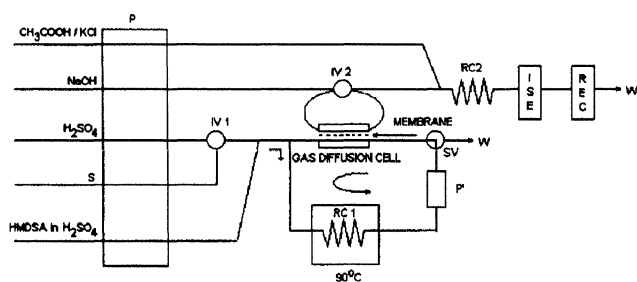 P
CH3COOH / KCl
NaOH
IV 2
RC2
ISE
REC
W
H2SO4
IV 1
MEMBRANE
W
SV
GAS DIFFUSION CELL
S
P'
HMDSA in H2SO4
RC 1
90°C